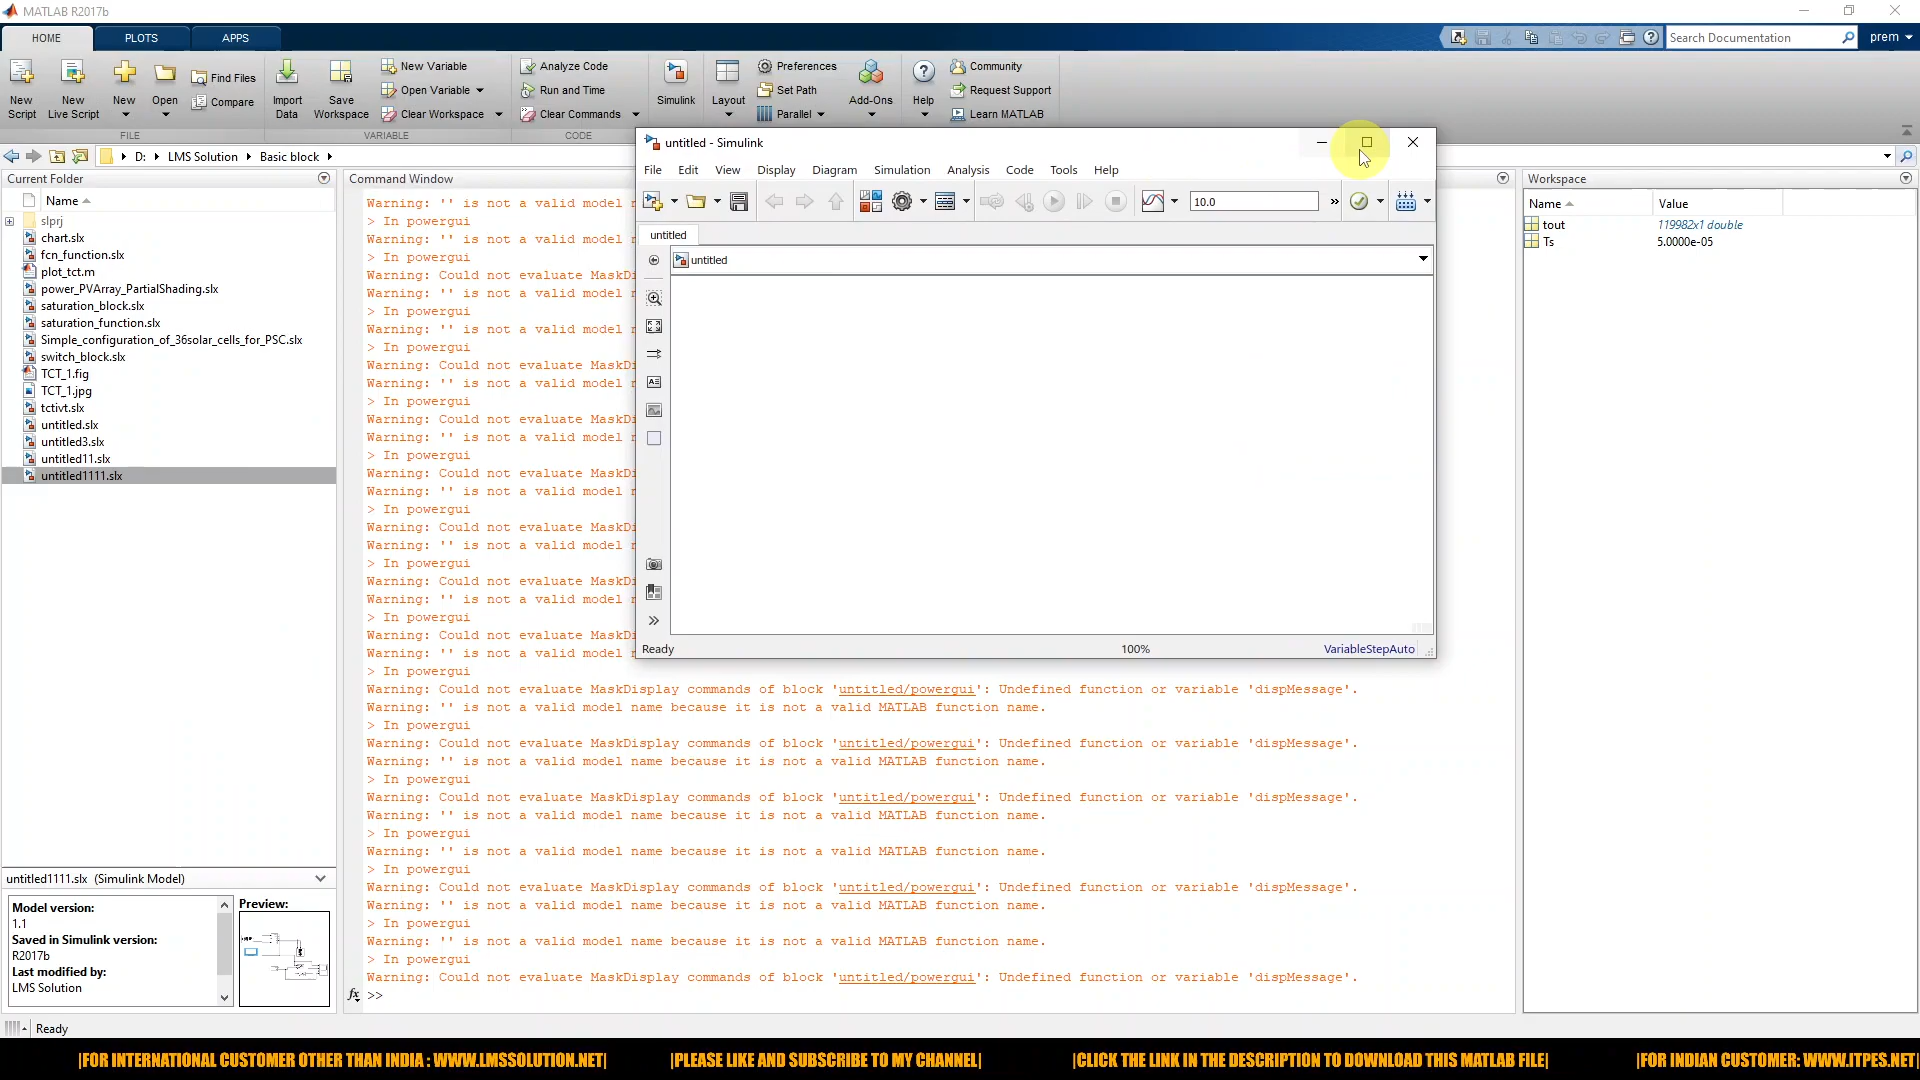 MATLAB R2017b
HOME
PLOTS
APPS
Search Documentation
prem
New Script
New Live Script
New
Open
Find Files
Compare
Import Data
Save Workspace
New Variable
Open Variable
Clear Workspace
Analyze Code
Run and Time
Clear Commands
Simulink
Layout
Preferences
Set Path
Parallel
Add-Ons
Help
Community
Request Support
Learn MATLAB
FILE
VARIABLE
CODE
D:
LMS Solution
Basic block
Current Folder
Name
slprj
chart.slx
fcn_function.slx
plot_tct.m
power_PVArray_PartialShading.slx
saturation_block.slx
saturation_function.slx
Simple_configuration_of_36solar_cells_for_PSC.slx
switch_block.slx
TCT_1.fig
TCT_1.jpg
tctivt.slx
untitled.slx
untitled3.slx
untitled11.slx
untitled1111.slx
untitled1111.slx (Simulink Model)
Model version:
1.1
Saved in Simulink version:
R2017b
Last modified by:
LMS Solution
Preview:
Ready
Command Window
Warning: '' is not a valid model n
> In powergui
Warning: '' is not a valid model n
> In powergui
Warning: Could not evaluate MaskDi
Warning: '' is not a valid model n
> In powergui
Warning: '' is not a valid model n
> In powergui
Warning: Could not evaluate MaskDi
Warning: '' is not a valid model n
> In powergui
Warning: Could not evaluate MaskDi
Warning: '' is not a valid model n
> In powergui
Warning: Could not evaluate MaskDi
Warning: '' is not a valid model n
> In powergui
Warning: Could not evaluate MaskDi
Warning: '' is not a valid model n
> In powergui
Warning: Could not evaluate MaskDi
Warning: '' is not a valid model n
> In powergui
Warning: Could not evaluate MaskDi
Warning: '' is not a valid model n
> In powergui
Warning: Could not evaluate MaskDisplay commands of block 'untitled/powergui': Undefined function or variable 'dispMessage'.
Warning: '' is not a valid model name because it is not a valid MATLAB function name.
> In powergui
Warning: Could not evaluate MaskDisplay commands of block 'untitled/powergui': Undefined function or variable 'dispMessage'.
Warning: '' is not a valid model name because it is not a valid MATLAB function name.
> In powergui
Warning: Could not evaluate MaskDisplay commands of block 'untitled/powergui': Undefined function or variable 'dispMessage'.
Warning: '' is not a valid model name because it is not a valid MATLAB function name.
> In powergui
Warning: '' is not a valid model name because it is not a valid MATLAB function name.
> In powergui
Warning: Could not evaluate MaskDisplay commands of block 'untitled/powergui': Undefined function or variable 'dispMessage'.
Warning: '' is not a valid model name because it is not a valid MATLAB function name.
> In powergui
Warning: '' is not a valid model name because it is not a valid MATLAB function name.
> In powergui
Warning: Could not evaluate MaskDisplay commands of block 'untitled/powergui': Undefined function or variable 'dispMessage'.
fx >>
untitled - Simulink
File Edit View Display Diagram Simulation Analysis Code Tools Help
10.0
untitled
untitled
Ready
100%
VariableStepAuto
Workspace
Name Value
tout 119982x1 double
Ts 5.0000e-05
|FOR INTERNATIONAL CUSTOMER OTHER THAN INDIA : WWW.LMSSOLUTION.NET| |PLEASE LIKE AND SUBSCRIBE TO MY CHANNEL| |CLICK THE LINK IN THE DESCRIPTION TO DOWNLOAD THIS MATLAB FILE| |FOR INDIAN CUSTOMER: WWW.ITPES.NET|